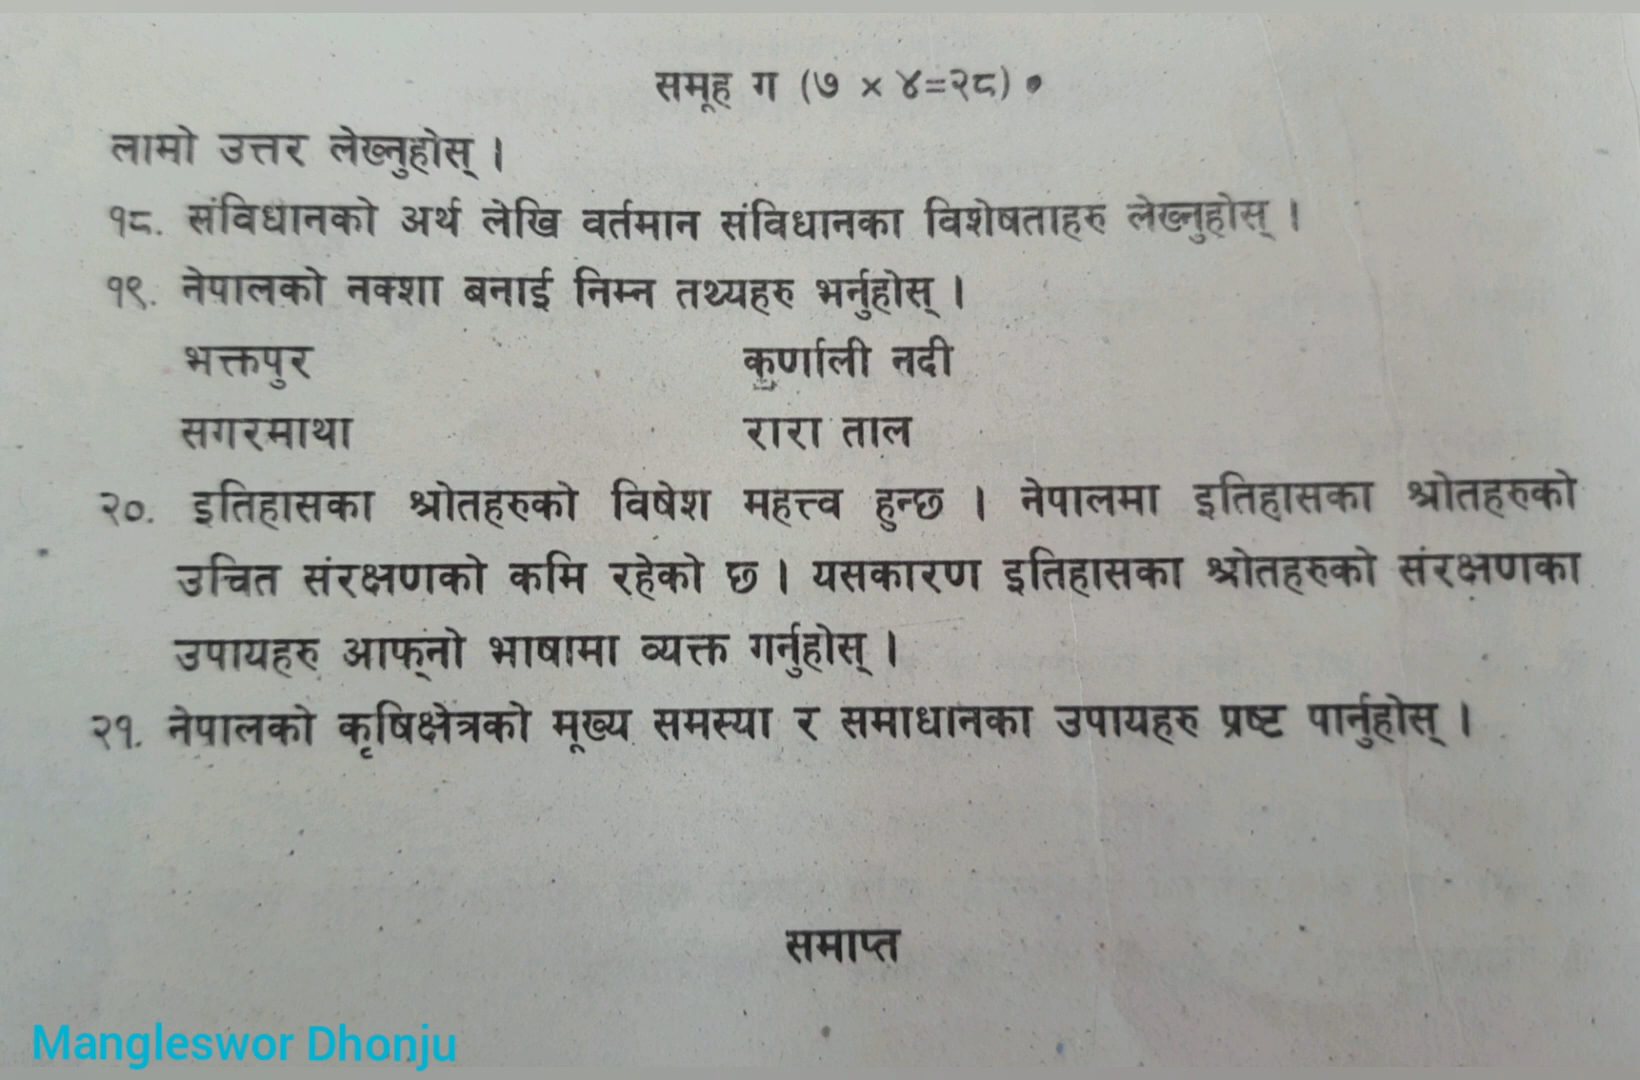 समूह ग (७ × ४=२८)
लामो उत्तर लेख्नुहोस् ।
१८. संविधानको अर्थ लेखि वर्तमान संविधानका विशेषताहरु लेख्नुहोस् ।
१९. नेपालको नक्शा बनाई निम्न तथ्यहरु भर्नुहोस् ।
भक्तपुर कर्णाली नदी
सगरमाथा रारा ताल
२०. इतिहासका श्रोतहरुको विषेश महत्त्व हुन्छ । नेपालमा इतिहासका श्रोतहरुको
उचित संरक्षणको कमि रहेको छ । यसकारण इतिहासका श्रोतहरुको संरक्षणका
उपायहरु आफ्‌नो भाषामा व्यक्त गर्नुहोस् ।
२१. नेपालको कृषिक्षेत्रको मूख्य समस्या र समाधानका उपायहरु प्रष्ट पार्नुहोस् ।
समाप्त
Mangleswor Dhonju